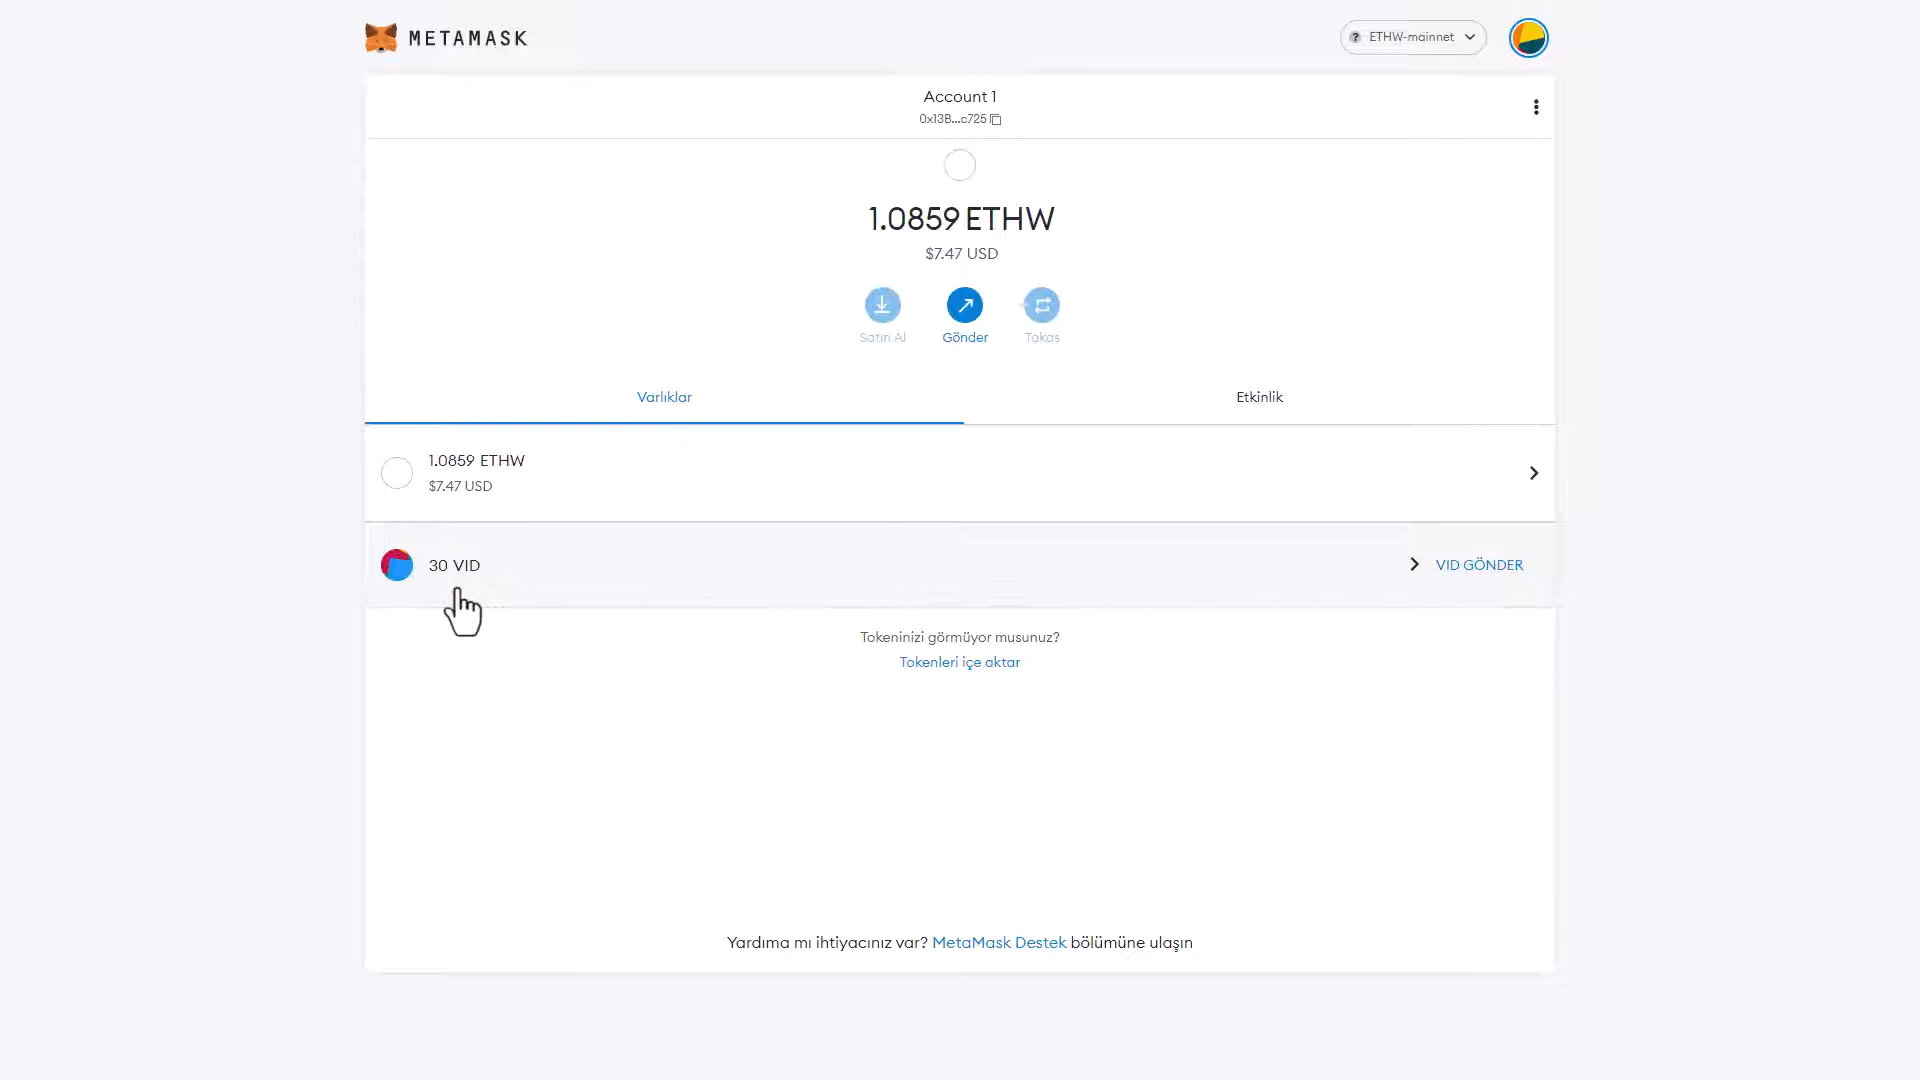 METAMASK
? ETHW-mainnet
Account 1
0x13B...c725
1.0859 ETHW
$7.47 USD
Satın Al
Gönder
Takas
Varlıklar
Etkinlik
1.0859 ETHW
$7.47 USD
30 VID
VID GÖNDER
Tokeninizi görmüyor musunuz?
Tokenleri içe aktar
Yardıma mı ihtiyacınız var? MetaMask Destek bölümüne ulaşın